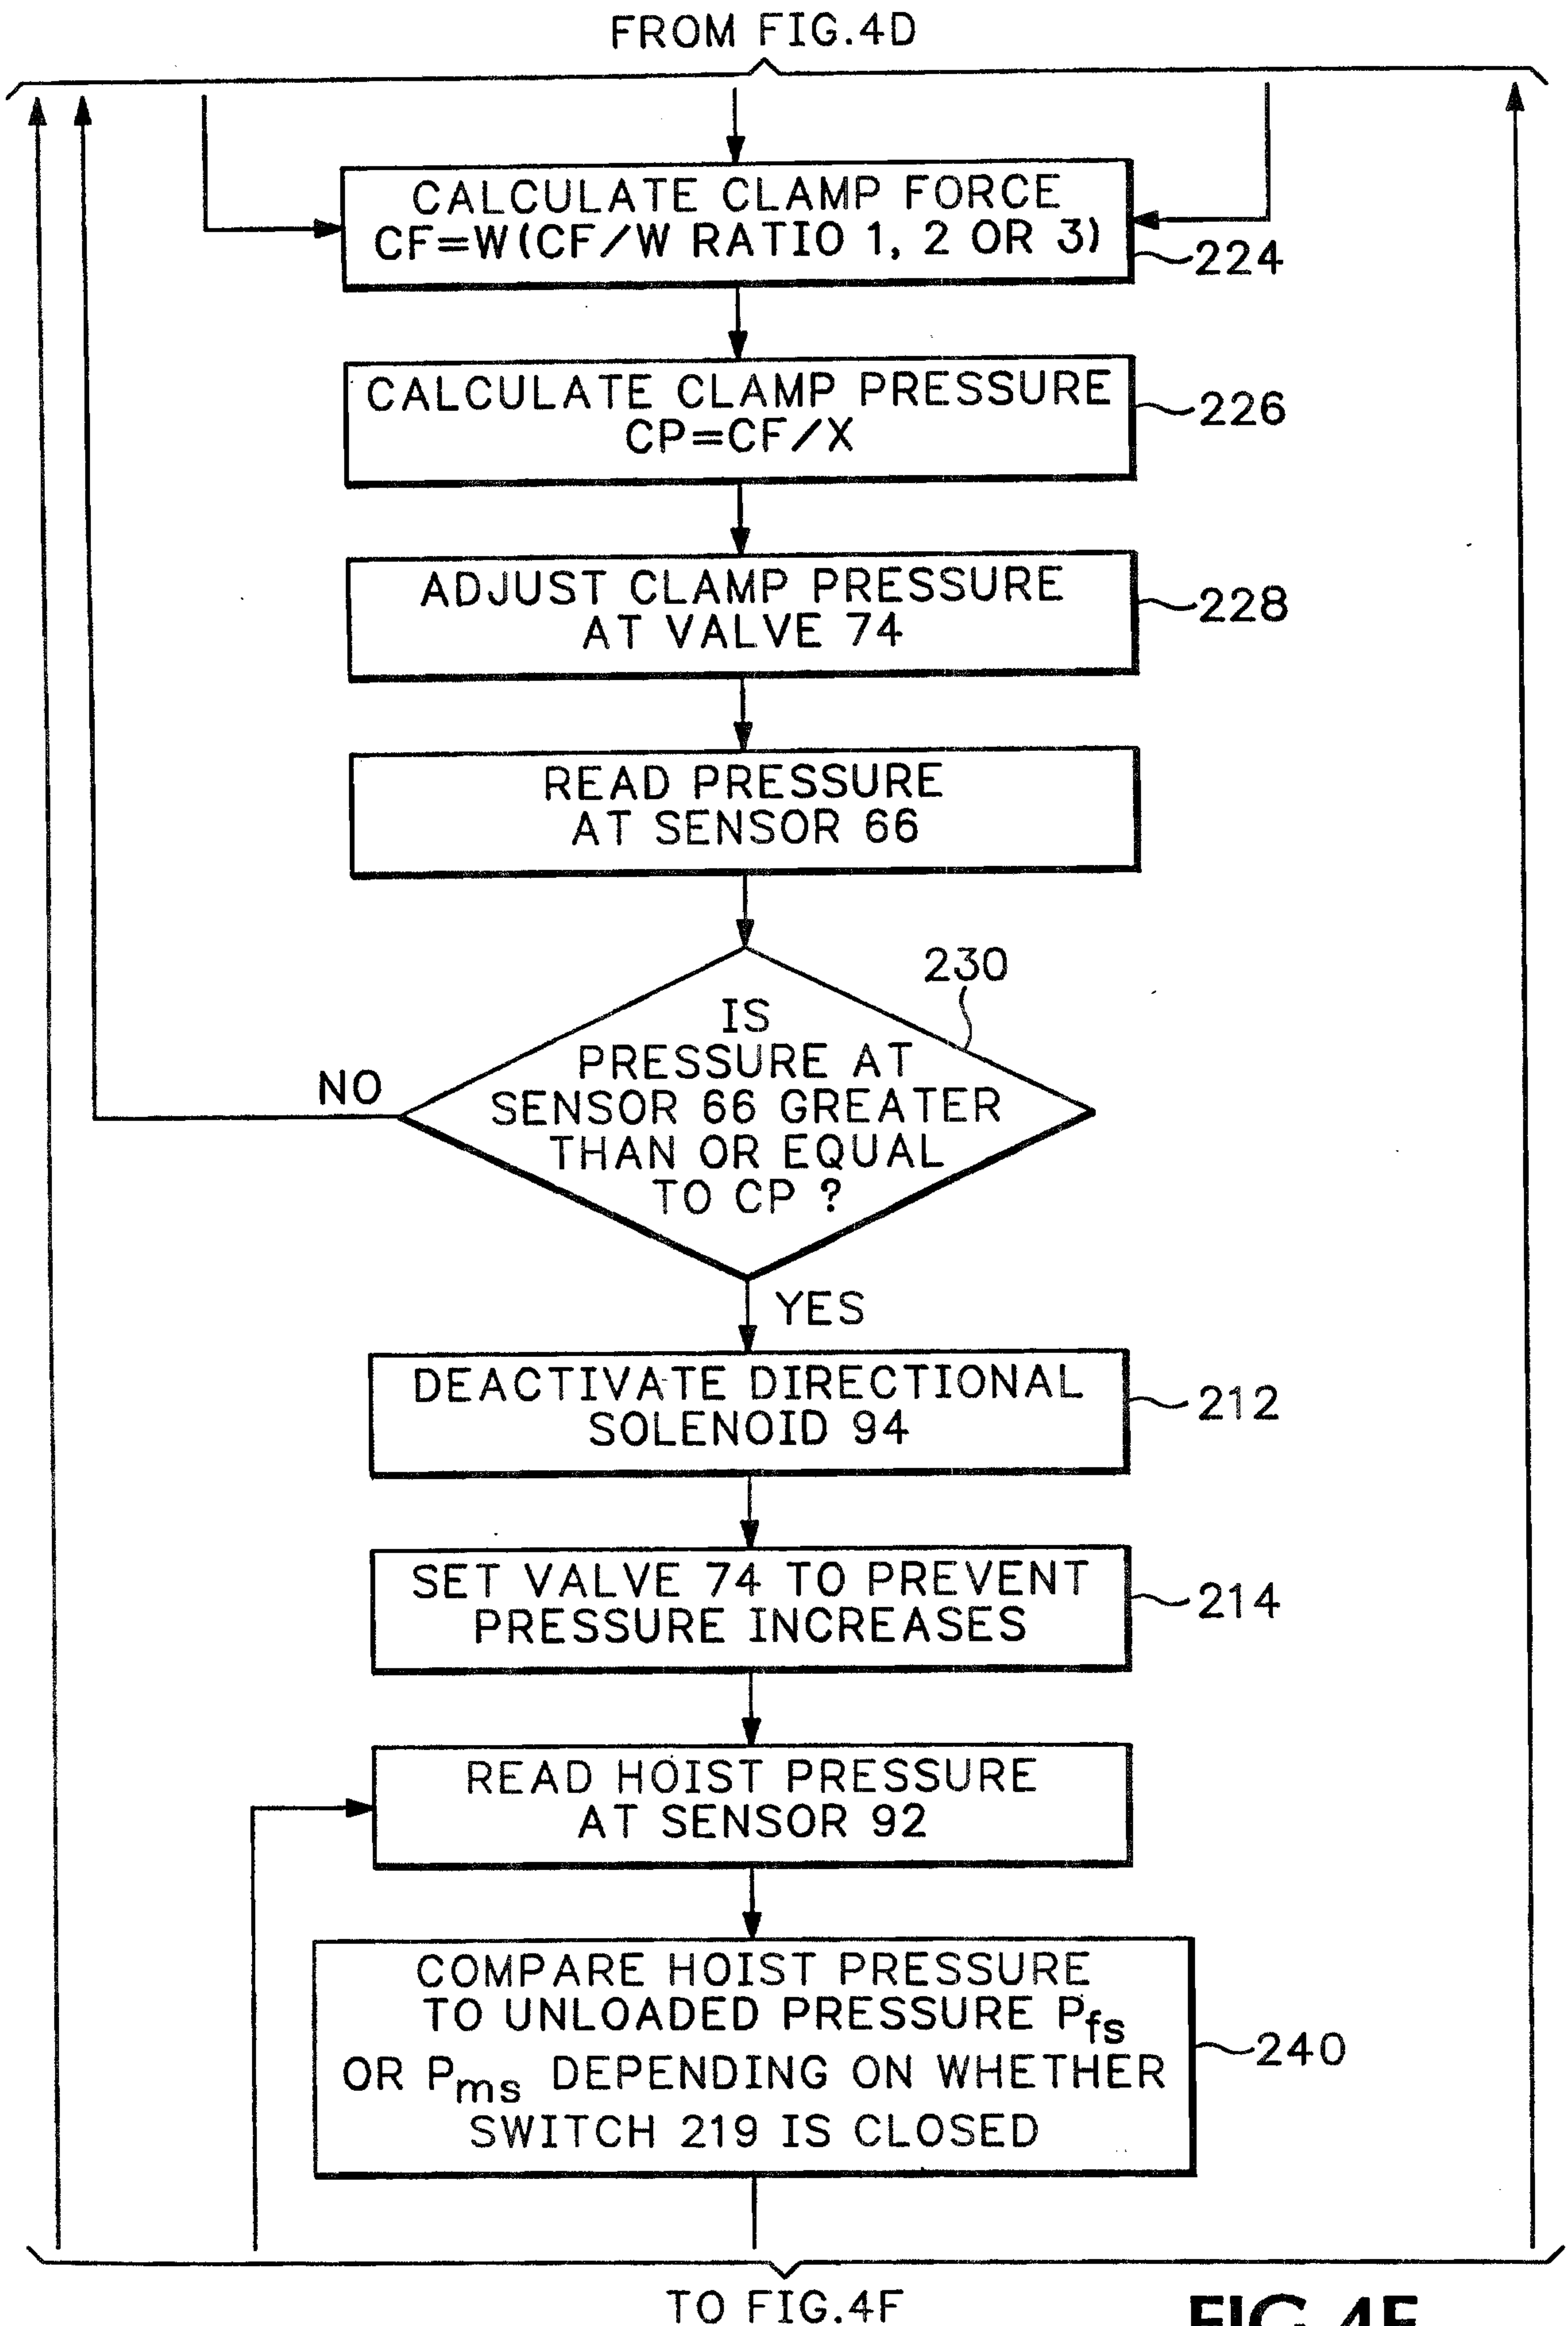 FROM FIG.4D
CALCULATE CLAMP FORCE
CF=W(CF/W RATIO 1, 2 OR 3)
224
CALCULATE CLAMP PRESSURE
CP=CF/X
226
ADJUST CLAMP PRESSURE
AT VALVE 74
228
READ PRESSURE
AT SENSOR 66
230
IS
PRESSURE AT
SENSOR 66 GREATER
THAN OR EQUAL
TO CP ?
NO
YES
DEACTIVATE DIRECTIONAL
SOLENOID 94
212
SET VALVE 74 TO PREVENT
PRESSURE INCREASES
214
READ HOIST PRESSURE
AT SENSOR 92
COMPARE HOIST PRESSURE
TO UNLOADED PRESSURE Pfs
OR Pms DEPENDING ON WHETHER
SWITCH 219 IS CLOSED
240
TO FIG.4F